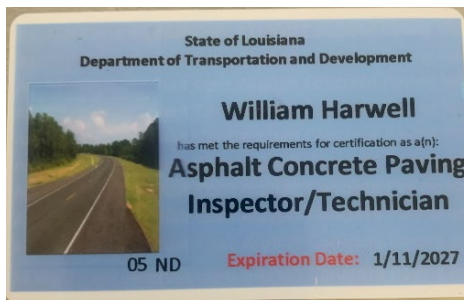 State of Louisiana
Department of Transportation and Development
William Harwell
has met the requirements for certification as a(n):
Asphalt Concrete Paving
Inspector/Technician
05 ND
Expiration Date: 1/11/2027